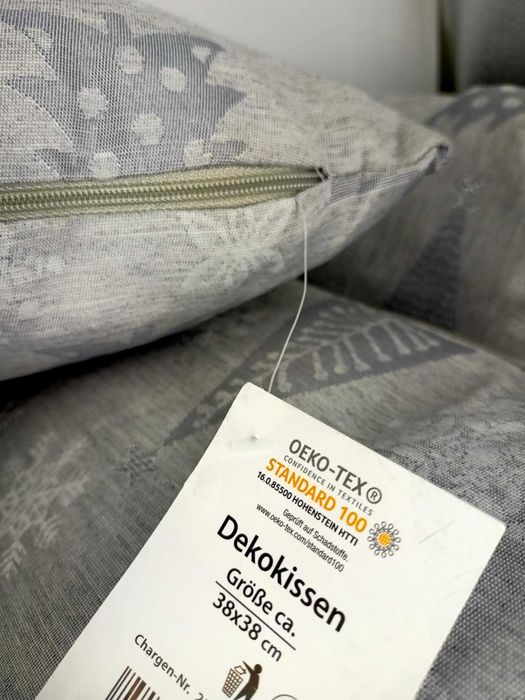 OEKO-TEX®
CONFIDENCE IN TEXTILES
STANDARD 100
16.0.85500 HOHENSTEIN HTTI
Geprüft auf Schadstoffe.
www.oeko-tex.com/standard100
Dekokissen
Größe ca.
38x38 cm
Chargen-Nr. 2